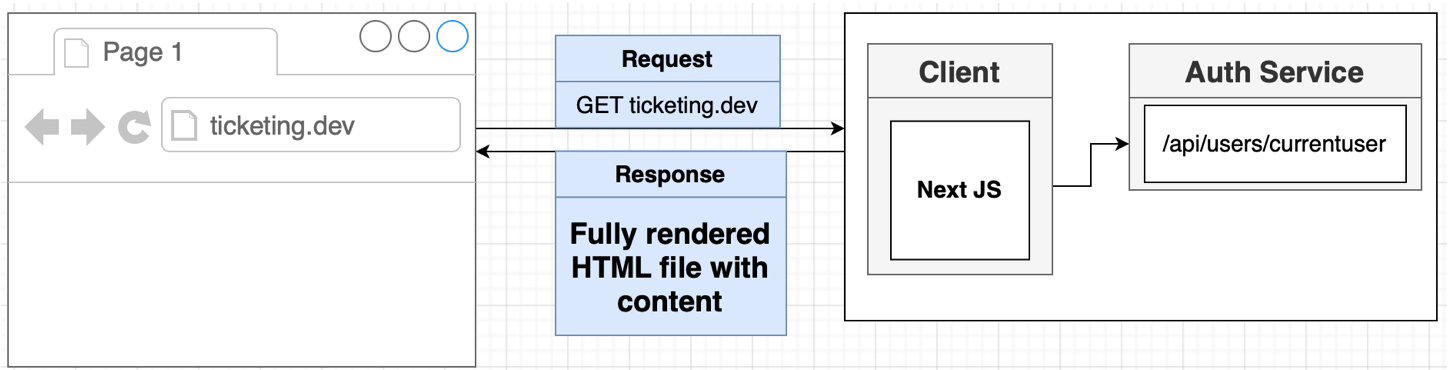 Page 1
ticketing.dev
Request
GET ticketing.dev
Response
Fully rendered
HTML file with
content
Client
Next JS
Auth Service
/api/users/currentuser